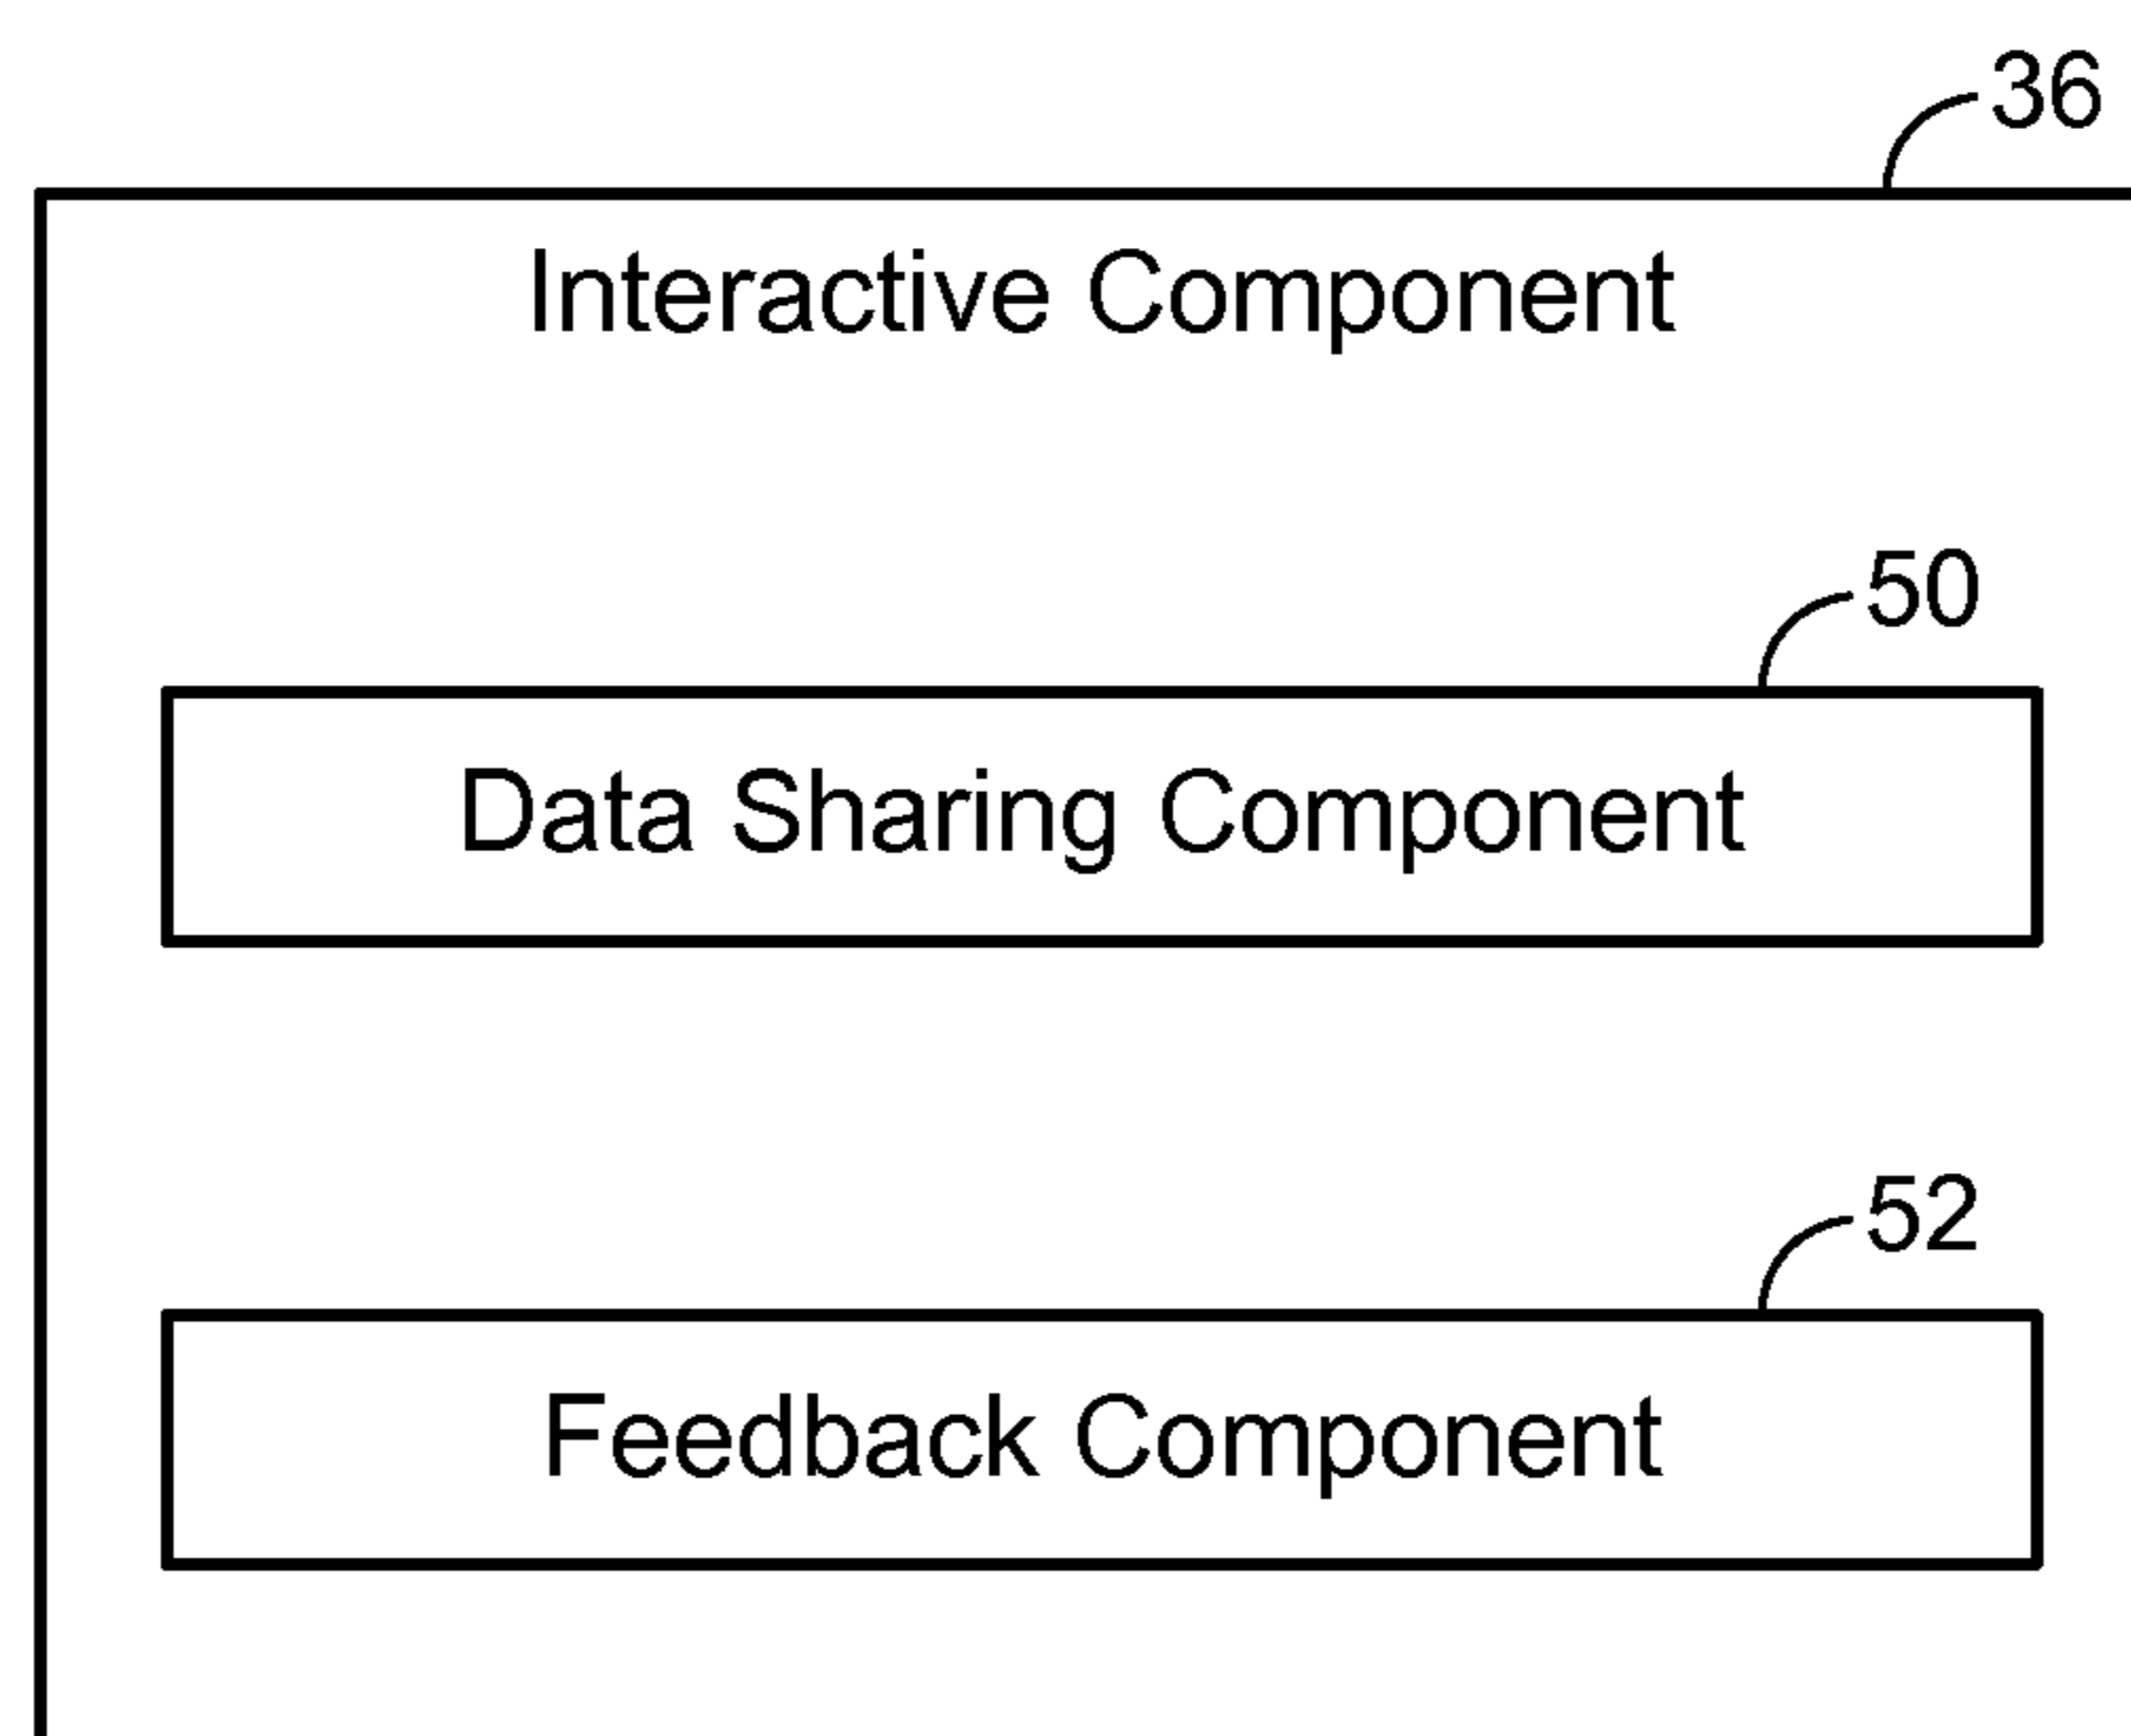 36
Interactive Component
50
Data Sharing Component
52
Feedback Component